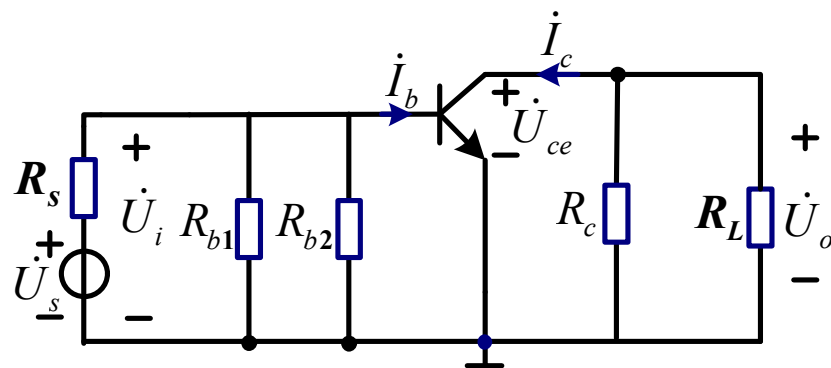 İ_b
İ_c
+
U̇_ce
−
R_s
+
U̇_i
−
+
U̇_s
−
R_b1
R_b2
R_c
R_L
+
U̇_o
−